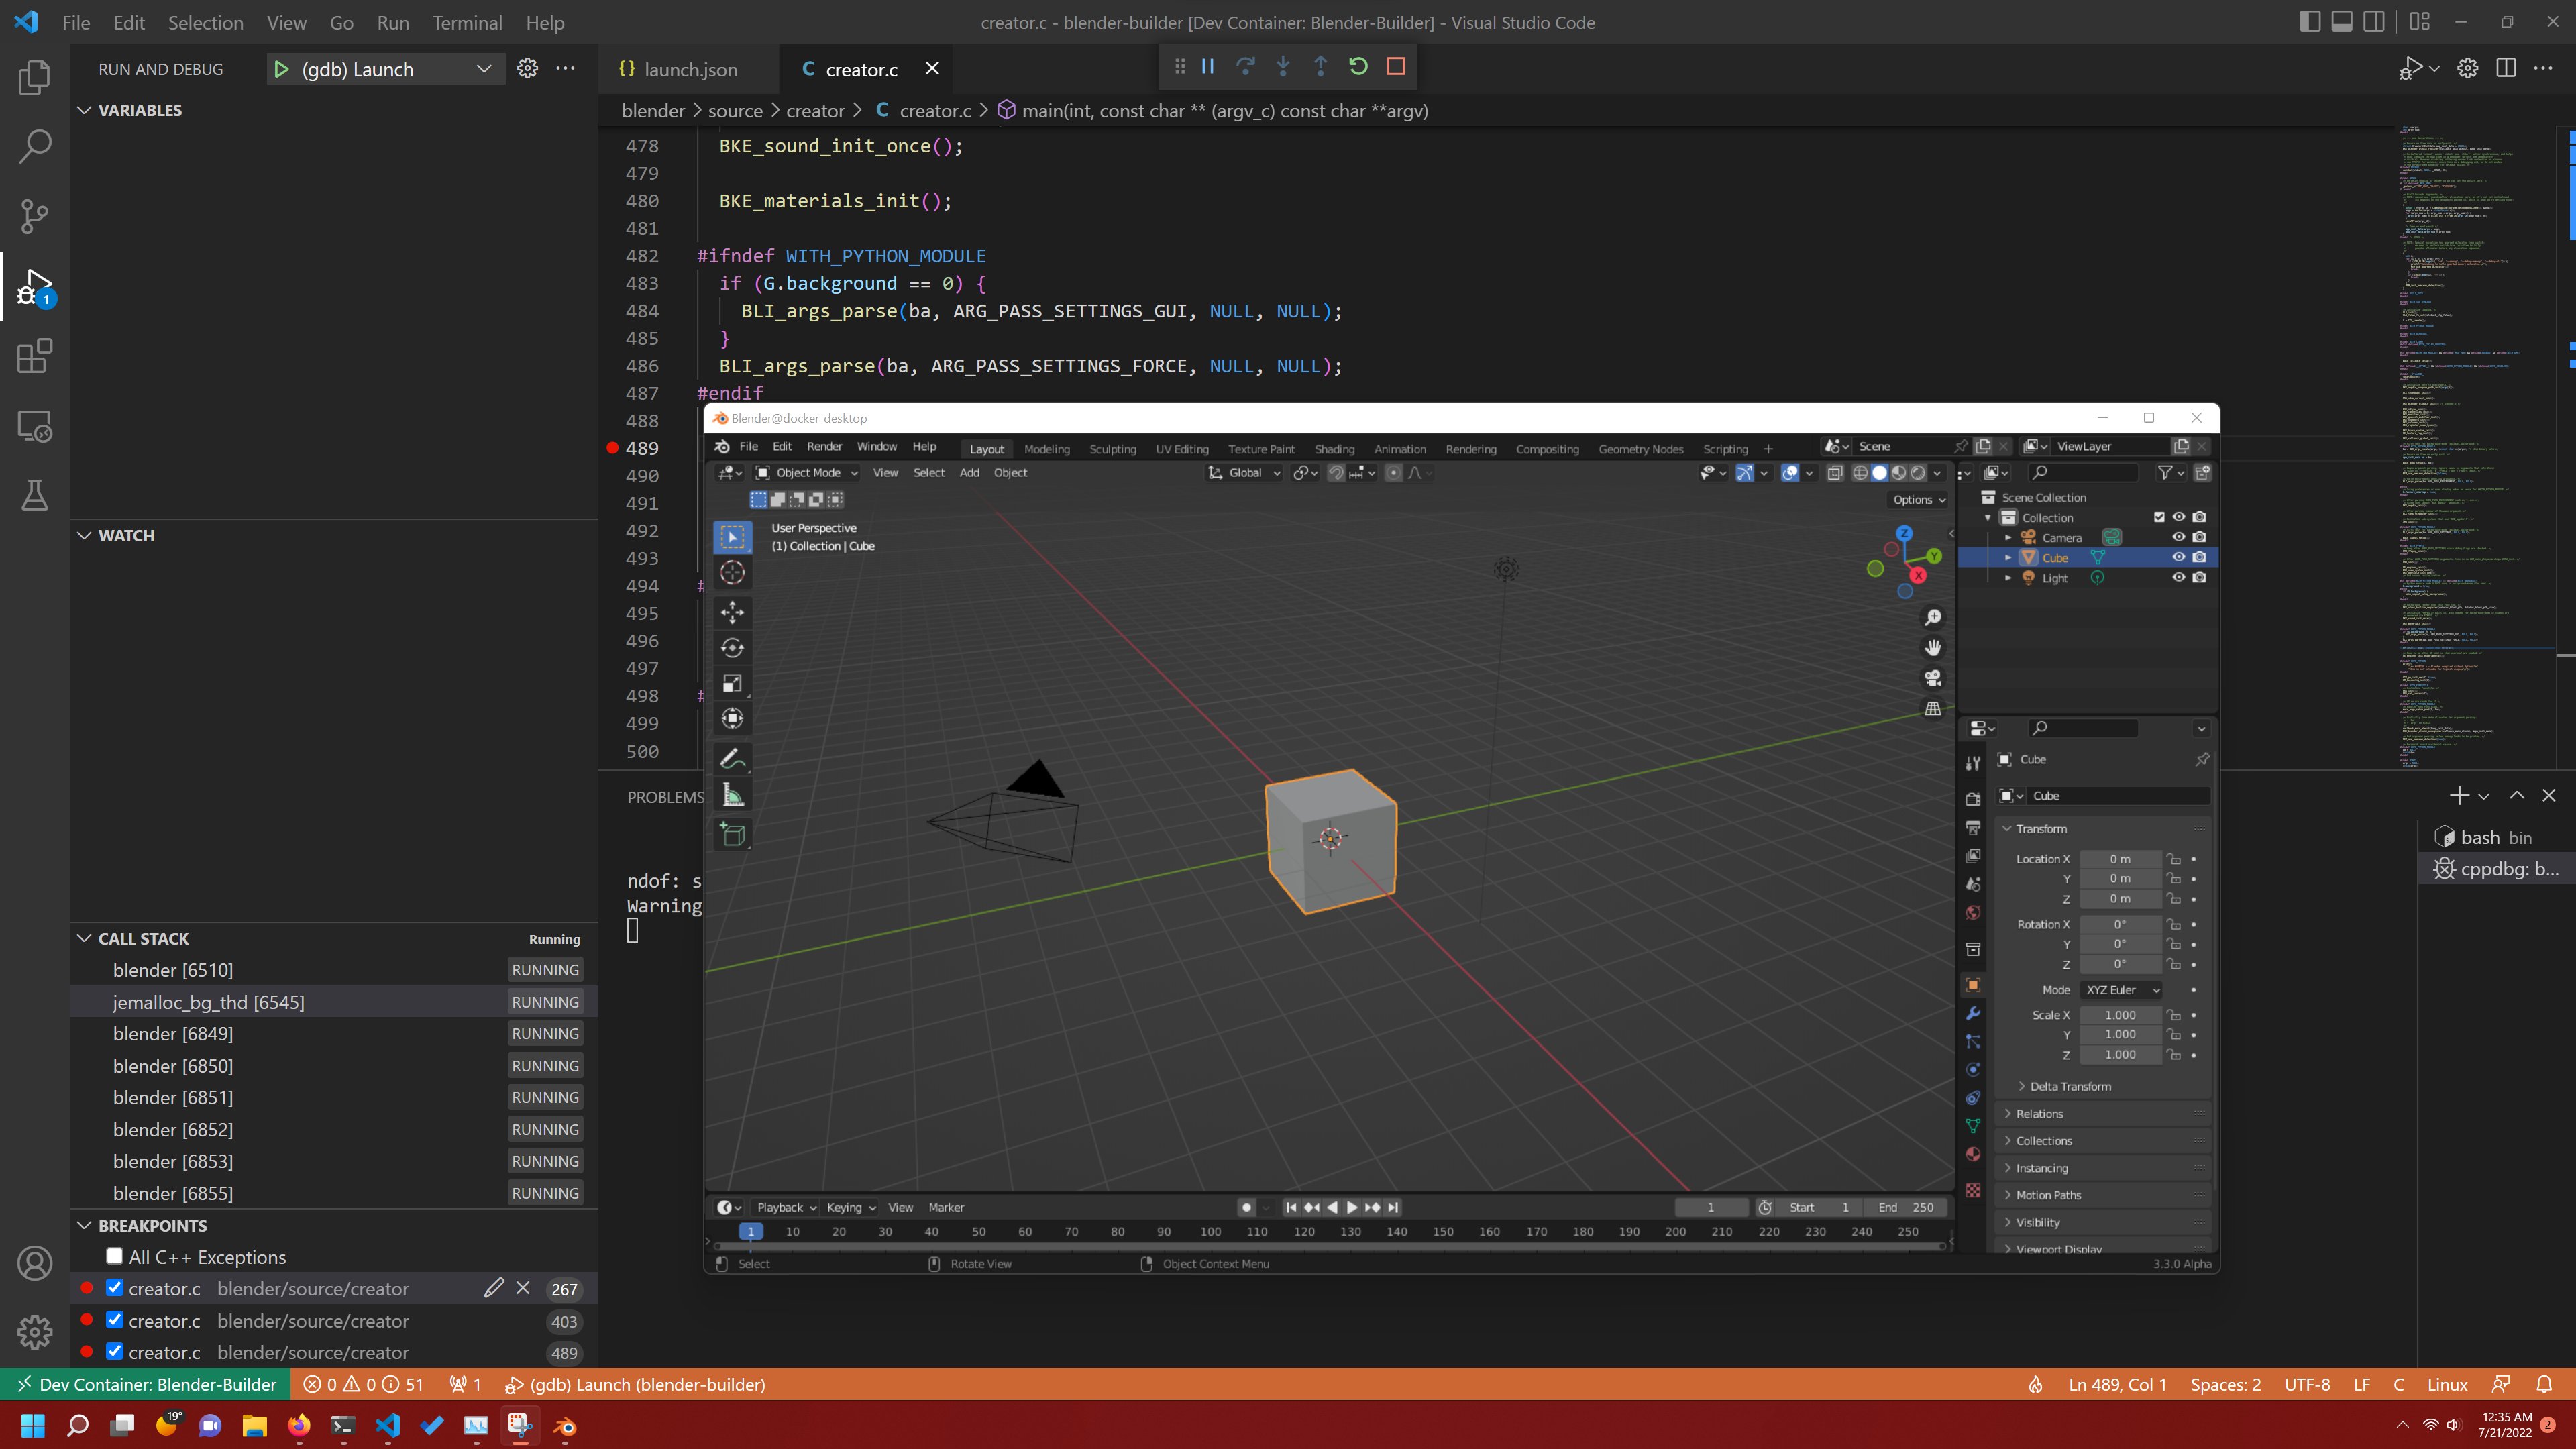 File Edit Selection View Go Run Terminal Help
creator.c - blender-builder [Dev Container: Blender-Builder] - Visual Studio Code
RUN AND DEBUG
(gdb) Launch
{} launch.json
C creator.c
blender > source > creator > C creator.c > main(int, const char ** (argv_c) const char **argv)
VARIABLES
WATCH
478 BKE_sound_init_once();
479
480 BKE_materials_init();
481
482 #ifndef WITH_PYTHON_MODULE
483 if (G.background == 0) {
484 BLI_args_parse(ba, ARG_PASS_SETTINGS_GUI, NULL, NULL);
485 }
486 BLI_args_parse(ba, ARG_PASS_SETTINGS_FORCE, NULL, NULL);
487 #endif
488
489
490
491
492
493
494 #
495
496
497
498 #
499
500
PROBLEMS
ndof: s
Warning
bash bin
cppdbg: b...
CALL STACK Running
blender [6510] RUNNING
jemalloc_bg_thd [6545] RUNNING
blender [6849] RUNNING
blender [6850] RUNNING
blender [6851] RUNNING
blender [6852] RUNNING
blender [6853] RUNNING
blender [6855] RUNNING
BREAKPOINTS
All C++ Exceptions
creator.c blender/source/creator 267
creator.c blender/source/creator 403
creator.c blender/source/creator 489
Blender@docker-desktop
File Edit Render Window Help
Layout Modeling Sculpting UV Editing Texture Paint Shading Animation Rendering Compositing Geometry Nodes Scripting +
Scene
ViewLayer
Object Mode View Select Add Object
Global
Options
User Perspective
(1) Collection | Cube
Z
Y
X
Scene Collection
Collection
Camera
Cube
Light
Cube
Cube
Transform
Location X 0 m
Y 0 m
Z 0 m
Rotation X 0°
Y 0°
Z 0°
Mode XYZ Euler
Scale X 1.000
Y 1.000
Z 1.000
Delta Transform
Relations
Collections
Instancing
Motion Paths
Visibility
Viewport Display
Playback Keying View Marker
1 Start 1 End 250
1 10 20 30 40 50 60 70 80 90 100 110 120 130 140 150 160 170 180 190 200 210 220 230 240 250
Select Rotate View Object Context Menu 3.3.0 Alpha
Dev Container: Blender-Builder 0 0 51 1 (gdb) Launch (blender-builder)
Ln 489, Col 1 Spaces: 2 UTF-8 LF C Linux
19°
12:35 AM
7/21/2022
2